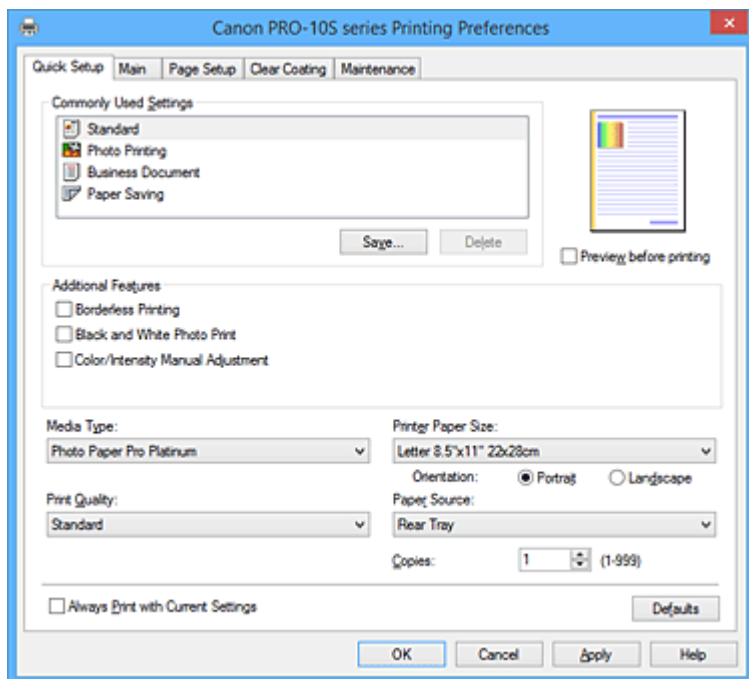 Canon PRO-10S series Printing Preferences
Quick Setup Main Page Setup Clear Coating Maintenance
Commonly Used Settings
Standard
Photo Printing
Business Document
Paper Saving
Save... Delete
Preview before printing
Additional Features
Borderless Printing
Black and White Photo Print
Color/Intensity Manual Adjustment
Media Type: Printer Paper Size:
Photo Paper Pro Platinum Letter 8.5"x11" 22x28cm
Orientation: Portrait Landscape
Print Quality: Paper Source:
Standard Rear Tray
Copies: 1 (1-999)
Always Print with Current Settings Defaults
OK Cancel Apply Help